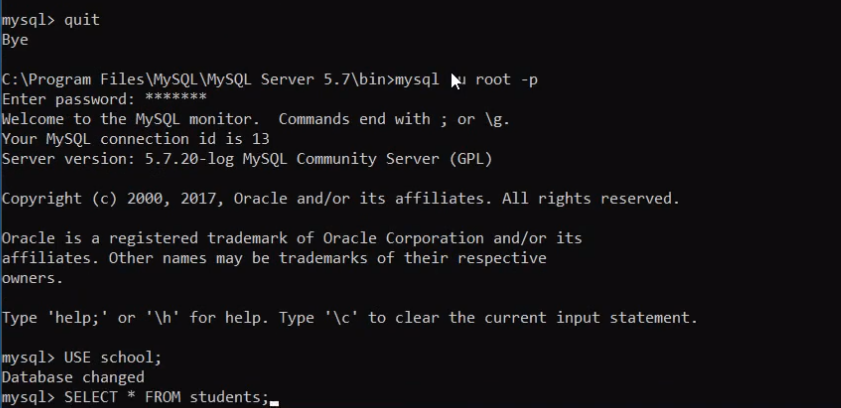 mysql> quit
Bye
C:\Program Files\MySQL\MySQL Server 5.7\bin>mysql u root -p
Enter password: *******
Welcome to the MySQL monitor.  Commands end with ; or \g.
Your MySQL connection id is 13
Server version: 5.7.20-log MySQL Community Server (GPL)
Copyright (c) 2000, 2017, Oracle and/or its affiliates. All rights reserved.
Oracle is a registered trademark of Oracle Corporation and/or its
affiliates. Other names may be trademarks of their respective
owners.
Type 'help;' or '\h' for help. Type '\c' to clear the current input statement.
mysql> USE school;
Database changed
mysql> SELECT * FROM students;